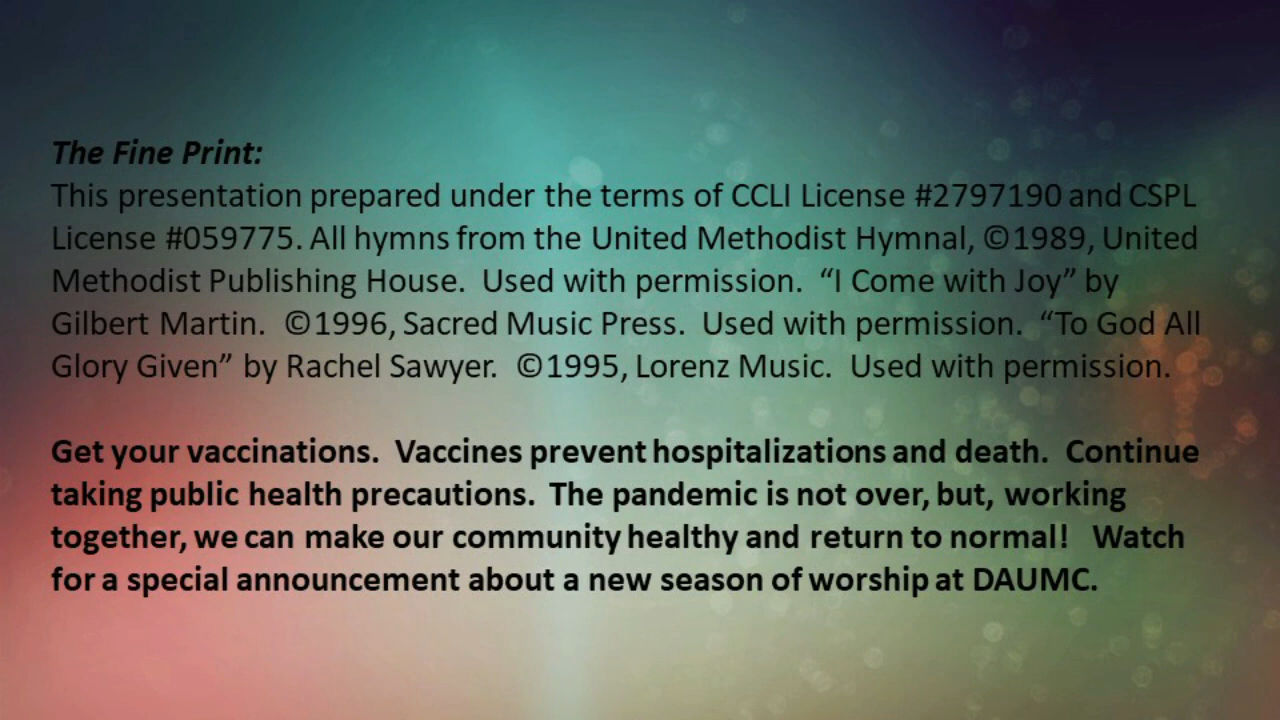 The Fine Print:
This presentation prepared under the terms of CCLI License #2797190 and CSPL
License #059775. All hymns from the United Methodist Hymnal, ©1989, United
Methodist Publishing House.  Used with permission.  “I Come with Joy” by
Gilbert Martin.  ©1996, Sacred Music Press.  Used with permission.  “To God All
Glory Given” by Rachel Sawyer.  ©1995, Lorenz Music.  Used with permission.
Get your vaccinations.  Vaccines prevent hospitalizations and death.  Continue
taking public health precautions.  The pandemic is not over, but, working
together, we can make our community healthy and return to normal!   Watch
for a special announcement about a new season of worship at DAUMC.